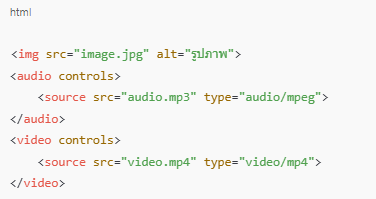 html
<img src="image.jpg" alt="รูปภาพ">
<audio controls>
    <source src="audio.mp3" type="audio/mpeg">
</audio>
<video controls>
    <source src="video.mp4" type="video/mp4">
</video>